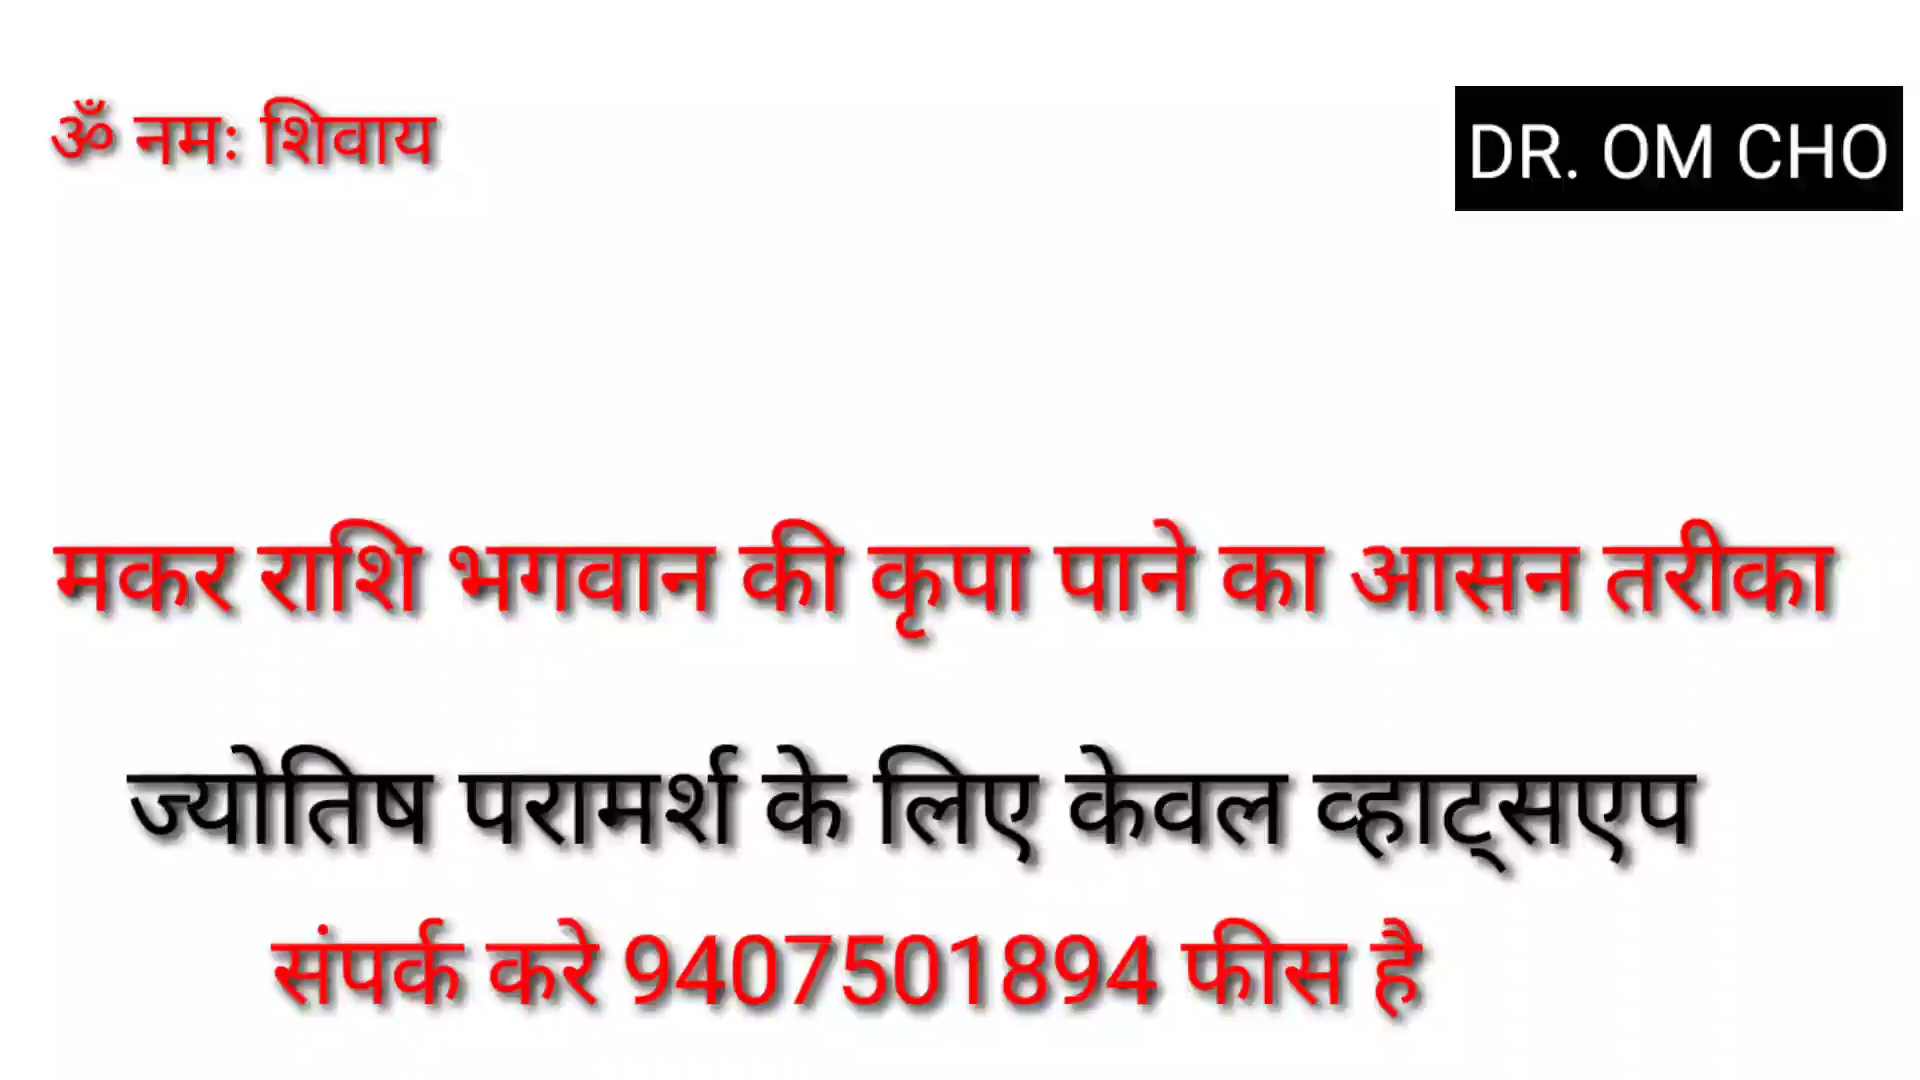 ॐ नमः शिवाय
DR. OM CHO
मकर राशि भगवान की कृपा पाने का आसन तरीका
ज्योतिष परामर्श के लिए केवल व्हाट्सएप
संपर्क करे 9407501894 फीस है